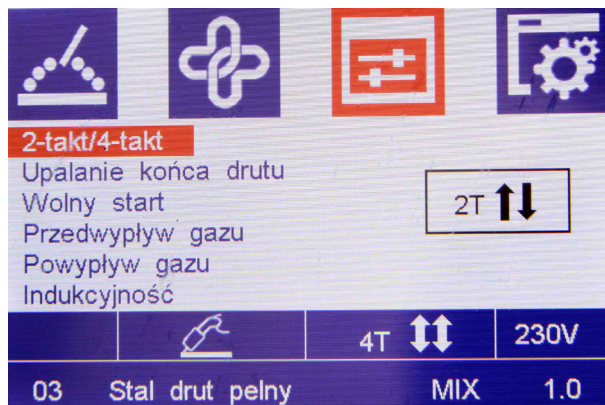 2-takt/4-takt
Upalanie końca drutu
Wolny start
2T
Przedwypływ gazu
Powypływ gazu
Indukcyjność
4T 230V
03 Stal drut pelny MIX 1.0